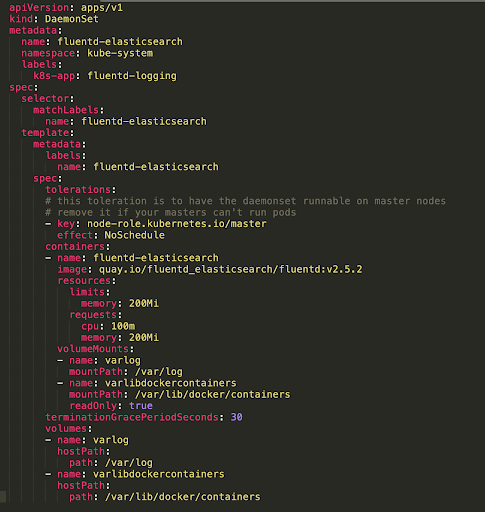 apiVersion: apps/v1
kind: DaemonSet
metadata:
  name: fluentd-elasticsearch
  namespace: kube-system
  labels:
    k8s-app: fluentd-logging
spec:
  selector:
    matchLabels:
      name: fluentd-elasticsearch
  template:
    metadata:
      labels:
        name: fluentd-elasticsearch
    spec:
      tolerations:
      # this toleration is to have the daemonset runnable on master nodes
      # remove it if your masters can't run pods
      - key: node-role.kubernetes.io/master
        effect: NoSchedule
      containers:
      - name: fluentd-elasticsearch
        image: quay.io/fluentd_elasticsearch/fluentd:v2.5.2
        resources:
          limits:
            memory: 200Mi
          requests:
            cpu: 100m
            memory: 200Mi
        volumeMounts:
        - name: varlog
          mountPath: /var/log
        - name: varlibdockercontainers
          mountPath: /var/lib/docker/containers
          readOnly: true
      terminationGracePeriodSeconds: 30
      volumes:
      - name: varlog
        hostPath:
          path: /var/log
      - name: varlibdockercontainers
        hostPath:
          path: /var/lib/docker/containers